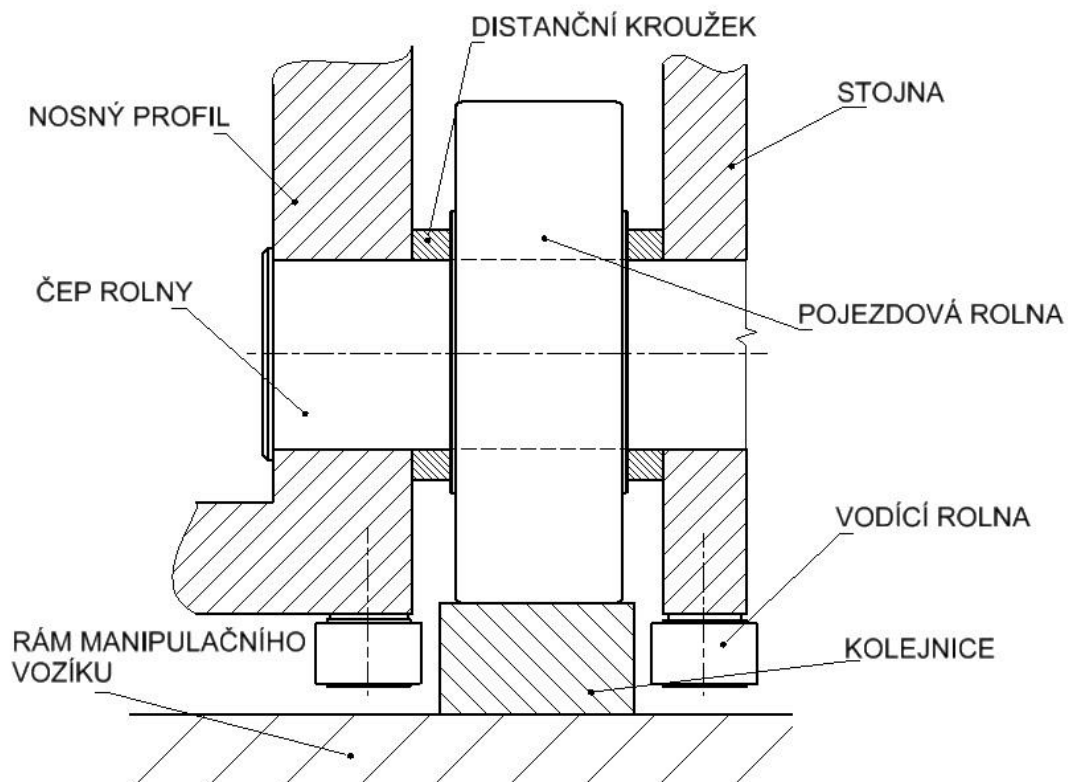 DISTANČNÍ KROUŽEK
STOJNA
NOSNÝ PROFIL
ČEP ROLNY
POJEZDOVÁ ROLNA
VODÍCÍ ROLNA
RÁM MANIPULAČNÍHO
VOZÍKU
KOLEJNICE